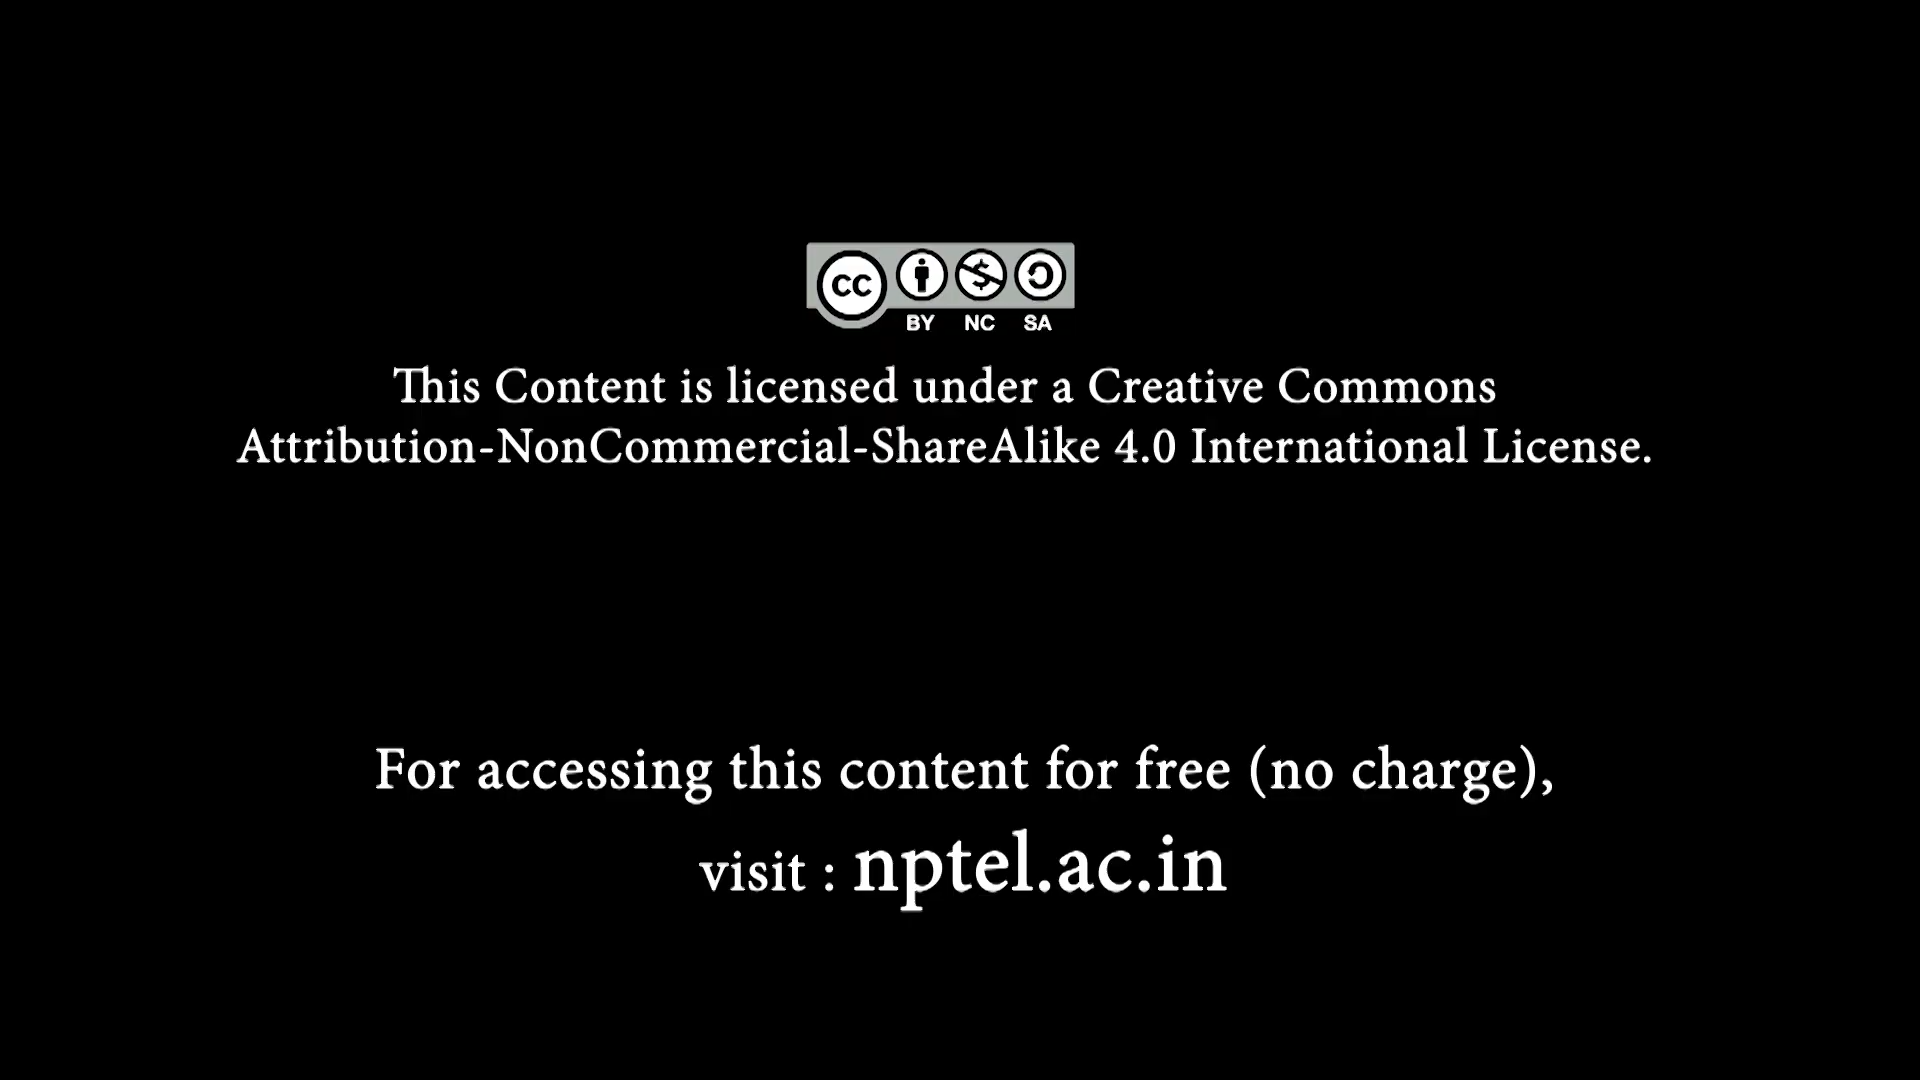 cc
BY NC SA
This Content is licensed under a Creative Commons
Attribution-NonCommercial-ShareAlike 4.0 International License.
For accessing this content for free (no charge),
visit : nptel.ac.in